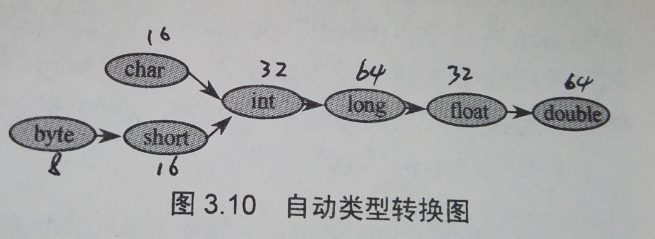 16
char
32
64
32
64
int
long
float
double
byte
short
8
16
图 3.10 自动类型转换图